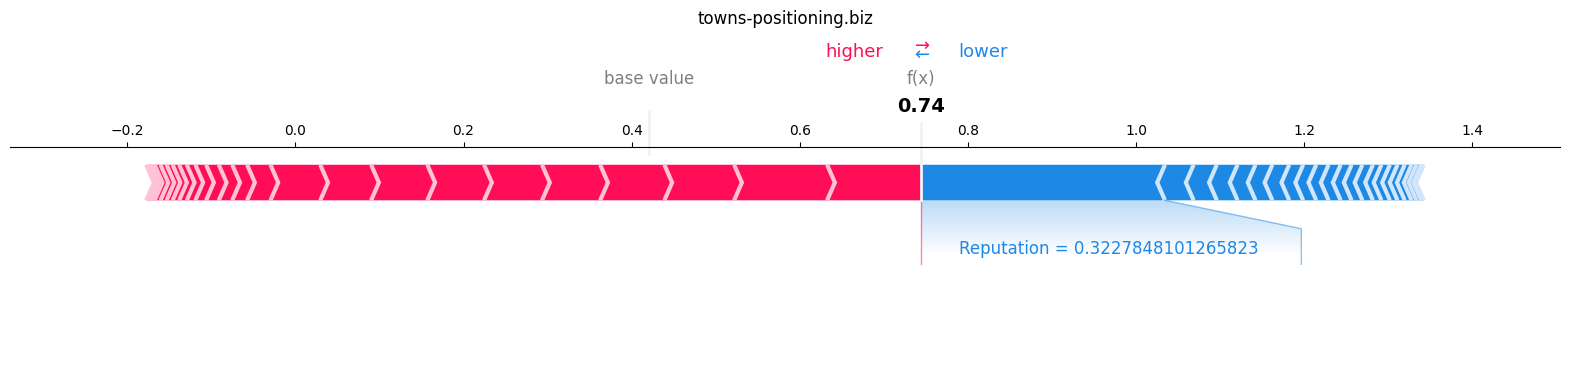 towns-positioning.biz
higher → ← lower
base value f(x)
0.74
−0.2 0.0 0.2 0.4 0.6 0.8 1.0 1.2 1.4
Reputation = 0.3227848101265823